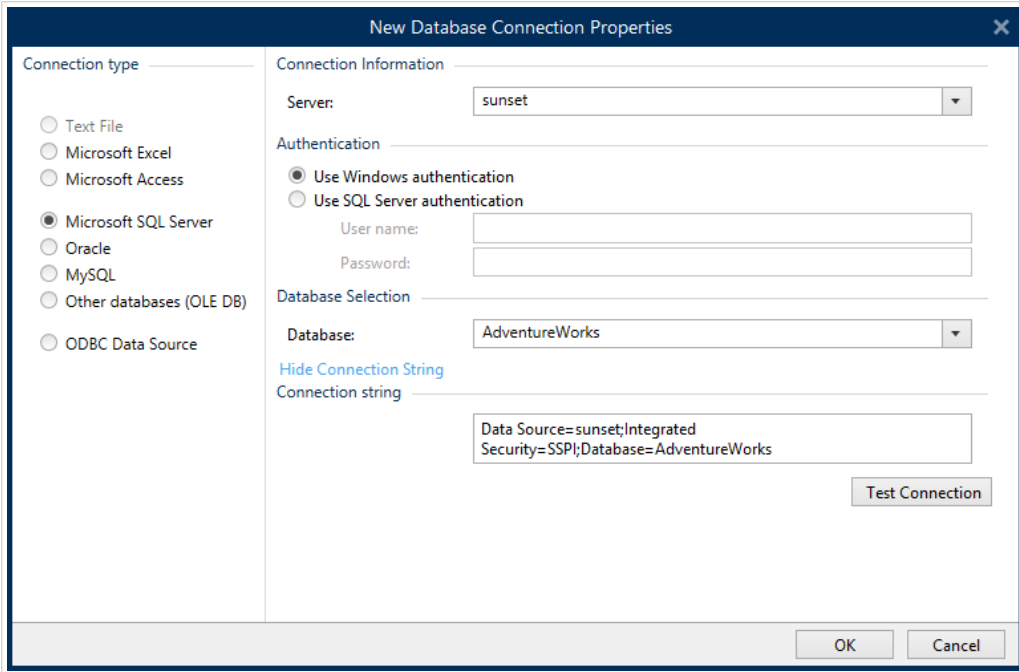 New Database Connection Properties
Connection type
Text File
Microsoft Excel
Microsoft Access
Microsoft SQL Server
Oracle
MySQL
Other databases (OLE DB)
ODBC Data Source
Connection Information
Server:
sunset
Authentication
Use Windows authentication
Use SQL Server authentication
User name:
Password:
Database Selection
Database:
AdventureWorks
Hide Connection String
Connection string
Data Source=sunset;Integrated
Security=SSPI;Database=AdventureWorks
Test Connection
OK
Cancel